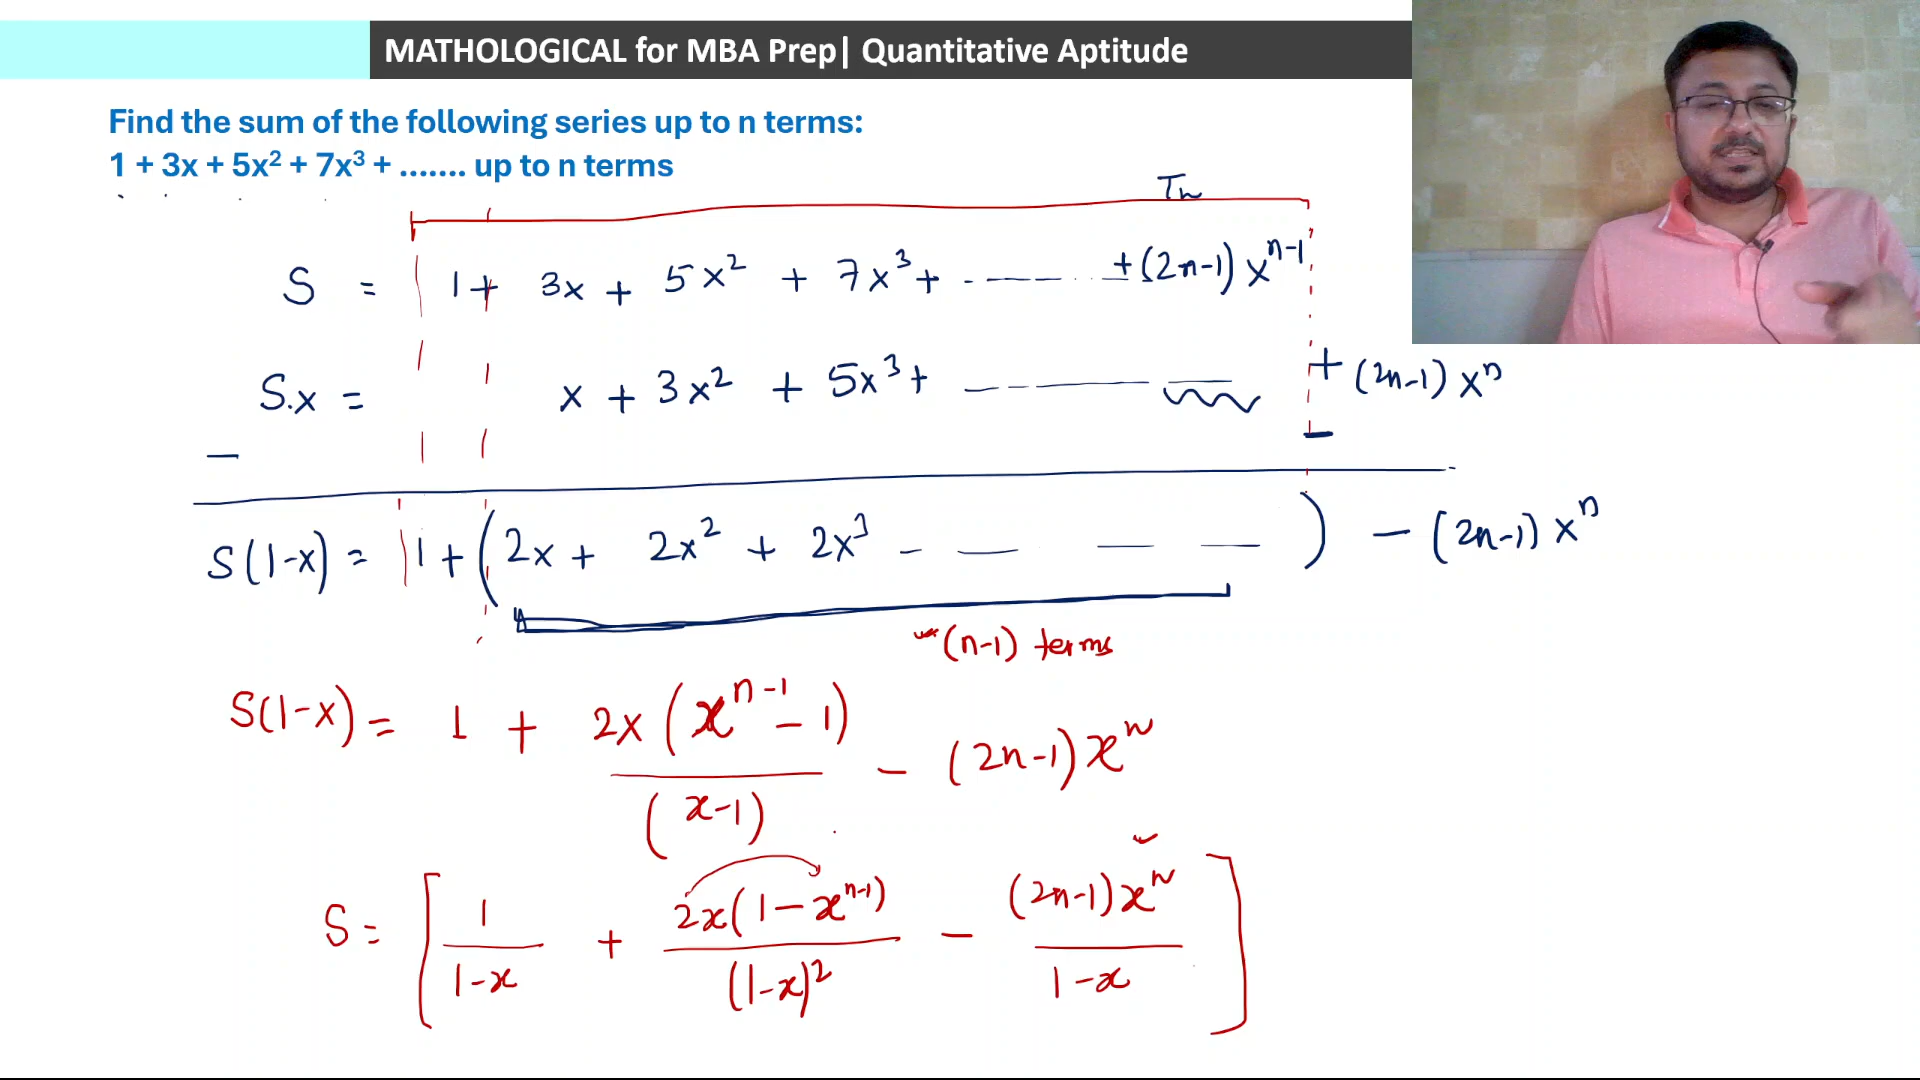 MATHOLOGICAL for MBA Prep| Quantitative Aptitude
Find the sum of the following series up to n terms:
1 + 3x + 5x² + 7x³ + ....... up to n terms
Tn
S = 1 + 3x + 5x² + 7x³ + - ---- + (2n-1) xⁿ⁻¹
S.x = x + 3x² + 5x³ + ---- + (2n-1) xⁿ
– –
S(1-x) = 1 + (2x + 2x² + 2x³ - — — — ) - (2n-1) xⁿ
(n-1) terms
S(1-x) = 1 + 2x(xⁿ⁻¹ - 1) / (x-1) - (2n-1) xⁿ
S = [ 1 / 1-x + 2x(1 - xⁿ⁻¹) / (1-x)² - (2n-1) xⁿ / 1-x ]